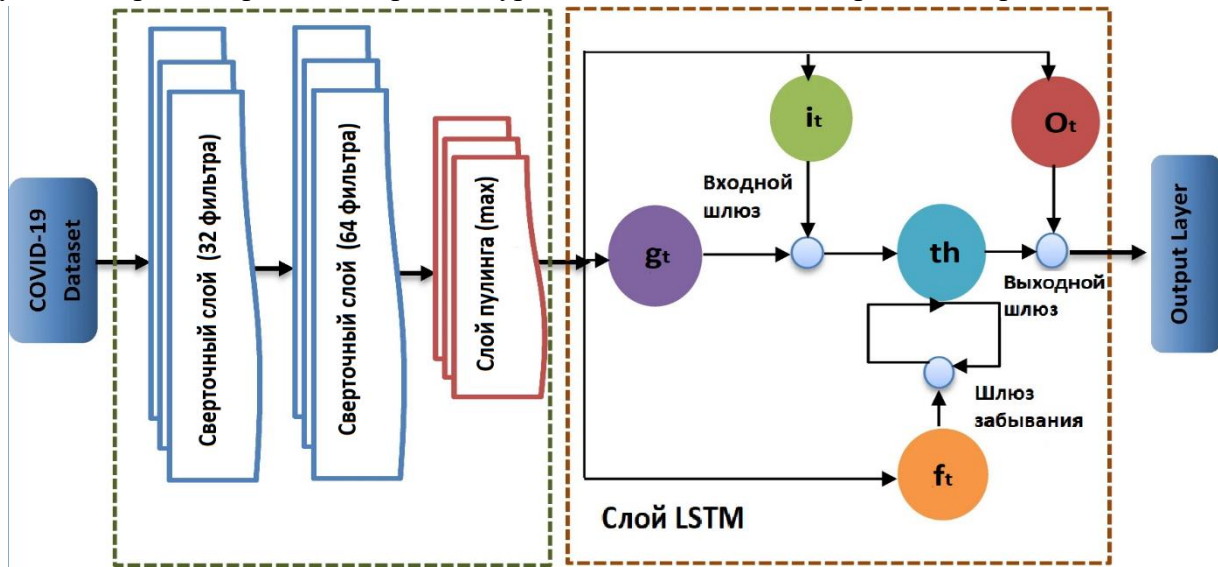 COVID-19
Dataset
Сверточный слой (32 фильтра)
Сверточный слой (64 фильтра)
Слой пулинга (max)
it
Ot
Входной
шлюз
gt
th
Выходной
шлюз
Шлюз
забывания
ft
Слой LSTM
Output Layer